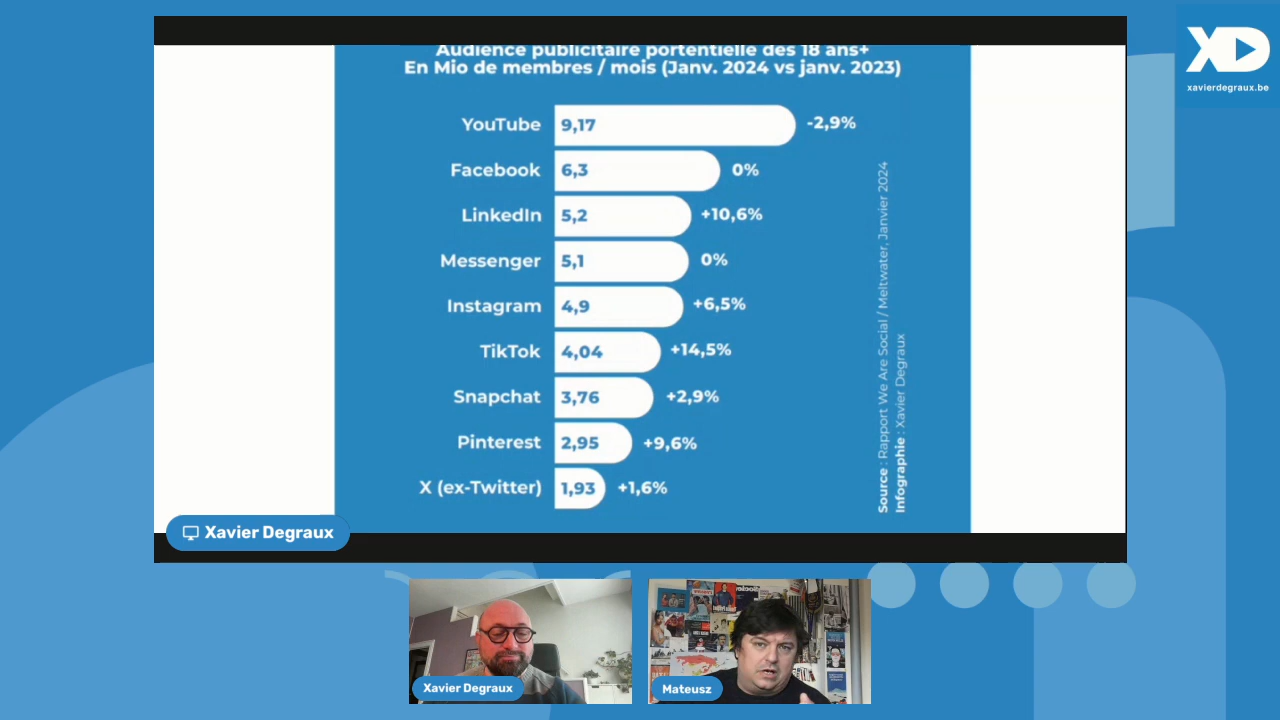 XD
xavierdegraux.be
Audience publicitaire portentielle des 18 ans+
En Mio de membres / mois (Janv. 2024 vs janv. 2023)
YouTube 9,17 -2,9%
Facebook 6,3 0%
LinkedIn 5,2 +10,6%
Messenger 5,1 0%
Instagram 4,9 +6,5%
TikTok 4,04 +14,5%
Snapchat 3,76 +2,9%
Pinterest 2,95 +9,6%
X (ex-Twitter) 1,93 +1,6%
Source : Rapport We Are Social / Meltwater, Janvier 2024
Infographie : Xavier Degraux
Xavier Degraux
Xavier Degraux
Mateusz